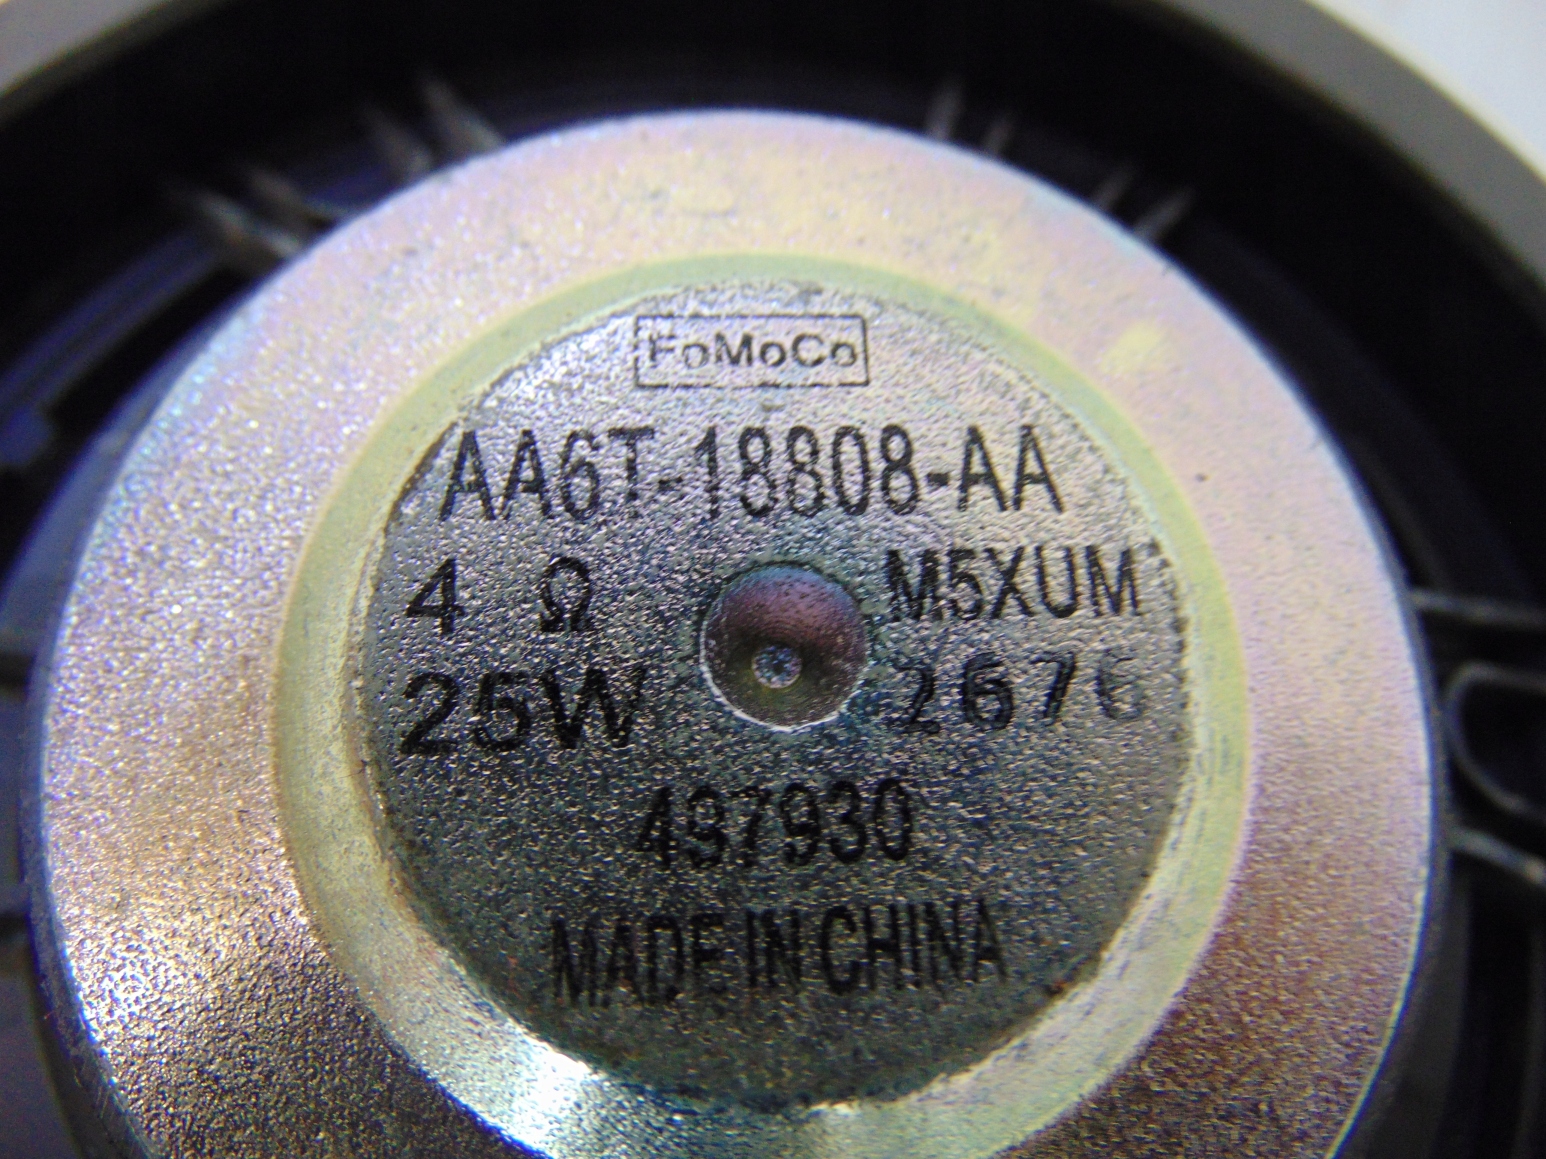 FoMoCo
AA6T-18808-AA
4 Ω M5XUM
25W 2676
497930
MADE IN CHINA